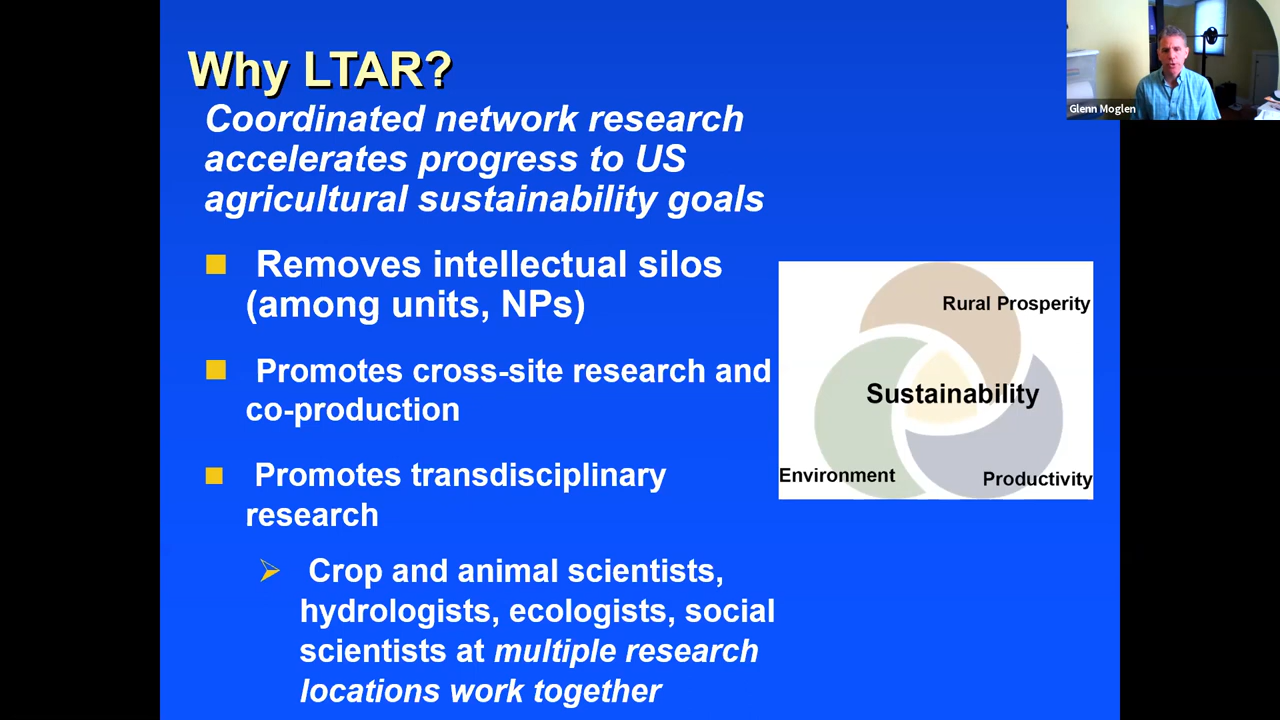 Why LTAR?
Coordinated network research
accelerates progress to US
agricultural sustainability goals
Removes intellectual silos
(among units, NPs)
Promotes cross-site research and
co-production
Promotes transdisciplinary
research
Crop and animal scientists,
hydrologists, ecologists, social
scientists at multiple research
locations work together
Rural Prosperity
Sustainability
Environment
Productivity
Glenn Moglen